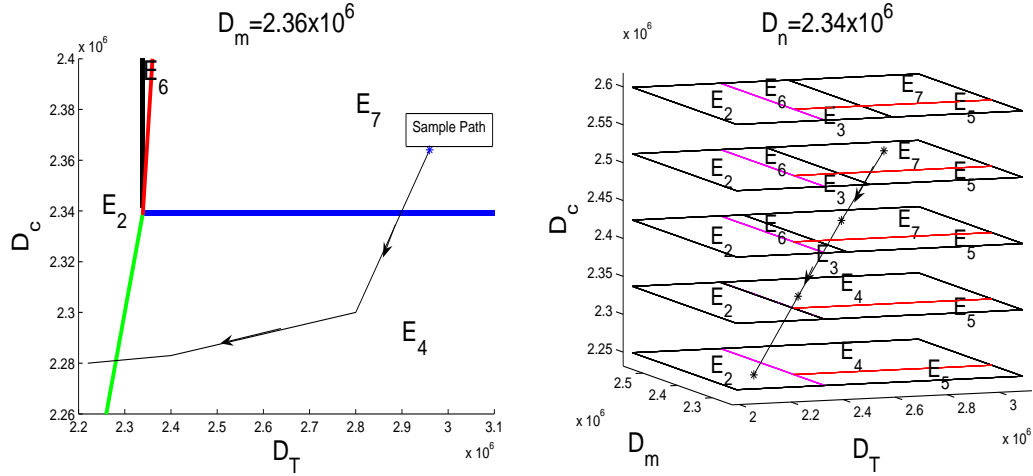 D_m=2.36x10^6
x 10^6
2.4
2.38
2.36
2.34
2.33
2.3
2.28
2.26
2.2
2.3
2.4
2.5
2.6
2.7
2.8
2.9
3
3.1
x 10^6
D_c
D_T
E_6
E_7
Sample Path
E_2
E_4
D_n=2.34x10^6
x 10^6
2.6
2.55
2.5
2.45
2.4
2.35
2.3
2.25
D_c
2.5
2.4
2.3
x 10^6
D_m
2
2.2
2.4
2.6
2.8
3
x 10^6
D_T
E_2
E_6
E_3
E_7
E_5
E_2
E_6
E_3
E_7
E_5
E_2
E_6
E_3
E_7
E_5
E_2
E_4
E_5
E_2
E_4
E_5